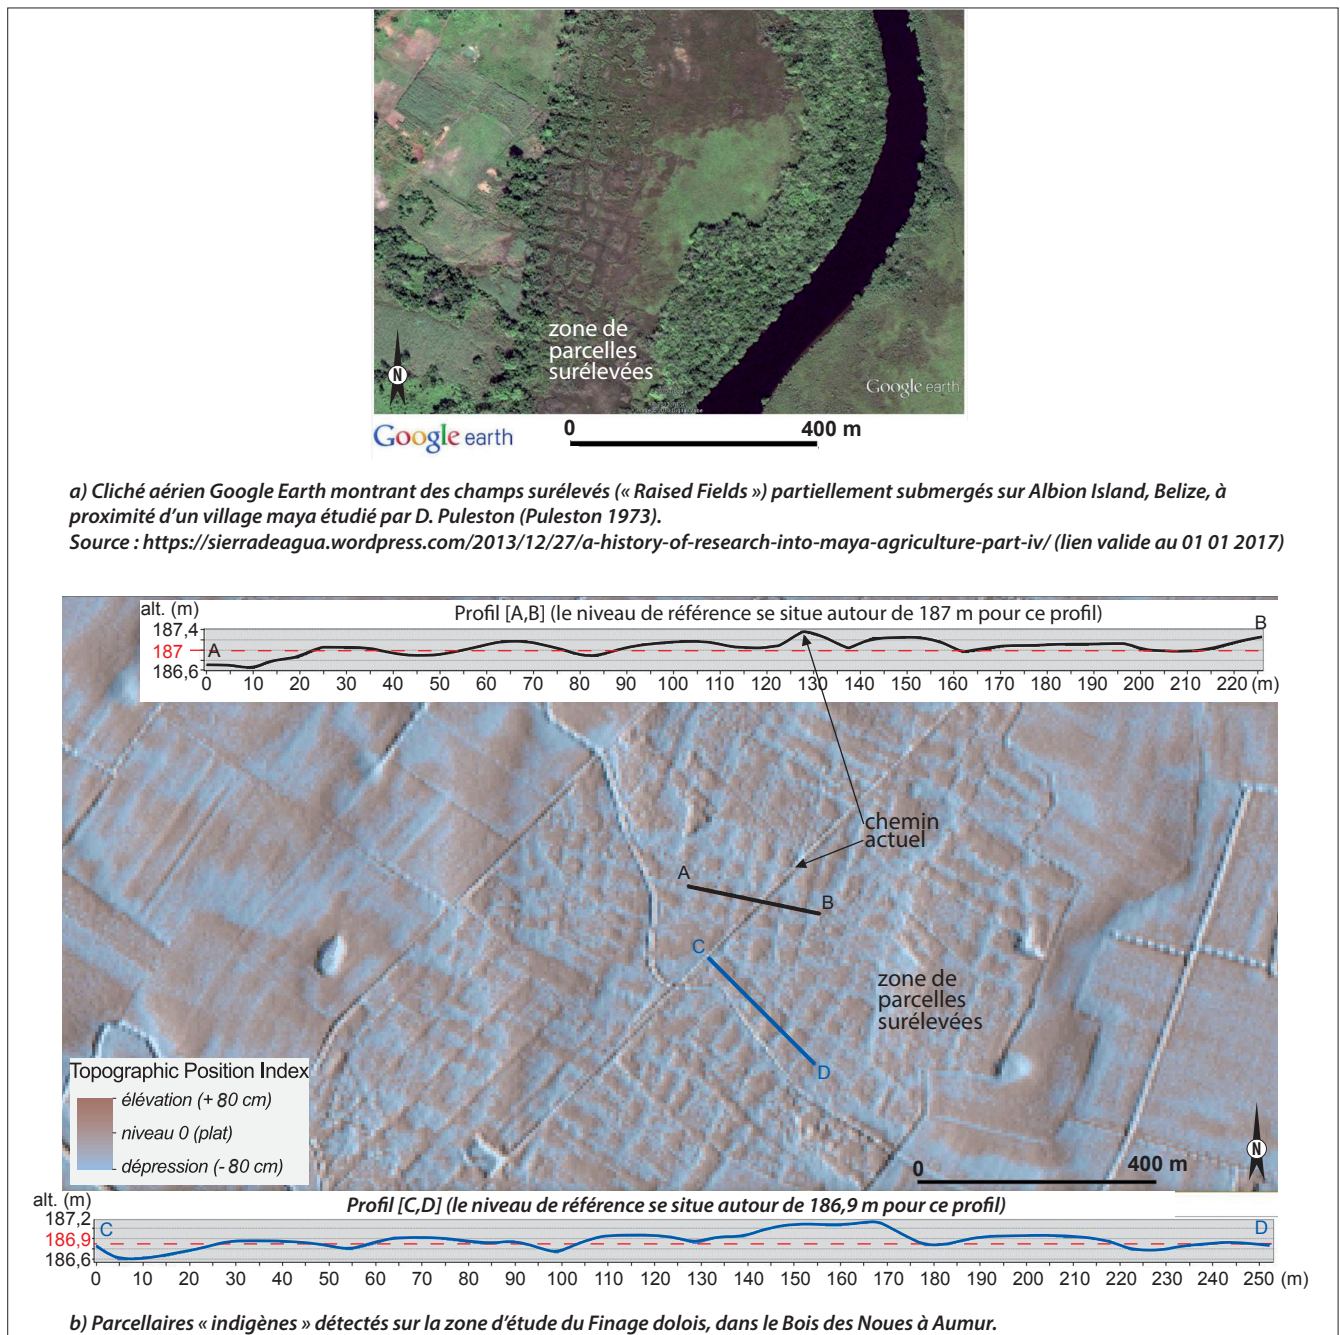 zone de
parcelles
surélevées
N
Google earth
Google earth
0 400 m
a) Cliché aérien Google Earth montrant des champs surélevés (« Raised Fields ») partiellement submergés sur Albion Island, Belize, à
proximité d'un village maya étudié par D. Puleston (Puleston 1973).
Source : https://sierradeagua.wordpress.com/2013/12/27/a-history-of-research-into-maya-agriculture-part-iv/ (lien valide au 01 01 2017)
alt. (m)
Profil [A,B] (le niveau de référence se situe autour de 187 m pour ce profil)
B
187,4
187
A
186,6
0 10 20 30 40 50 60 70 80 90 100 110 120 130 140 150 160 170 180 190 200 210 220 (m)
chemin
actuel
A
B
C
zone de
parcelles
surélevées
D
Topographic Position Index
élévation (+ 80 cm)
niveau 0 (plat)
dépression (- 80 cm)
N
0 400 m
alt. (m)
Profil [C,D] (le niveau de référence se situe autour de 186,9 m pour ce profil)
187,2
C
D
186,9
186,6
0 10 20 30 40 50 60 70 80 90 100 110 120 130 140 150 160 170 180 190 200 210 220 230 240 250 (m)
b) Parcellaires « indigènes » détectés sur la zone d'étude du Finage dolois, dans le Bois des Noues à Aumur.